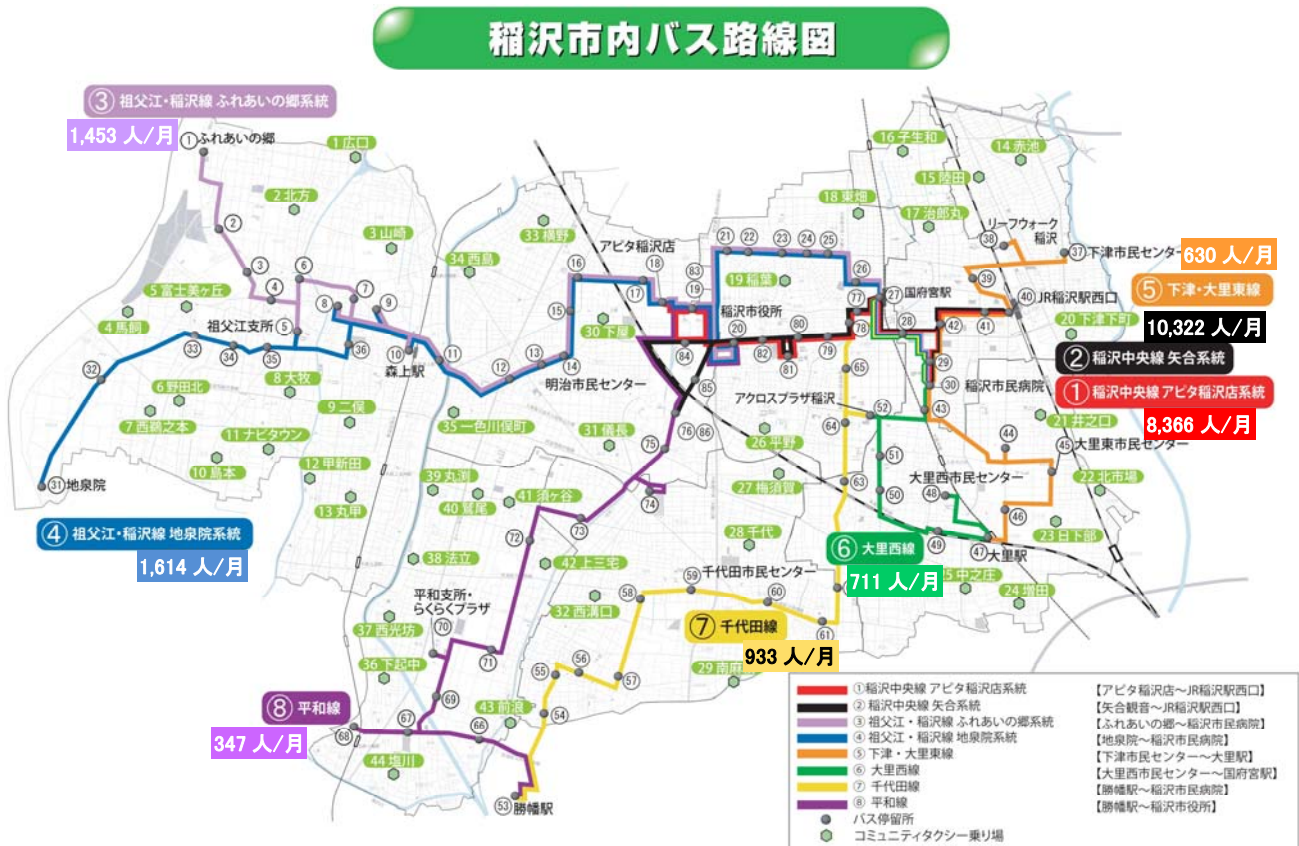 稲沢市内バス路線図
③ 祖父江・稲沢線 ふれあいの郷系統
1,453 人/月
① ふれあいの郷
1 広口
2 北方
3 山崎
4 馬飼
5 富士美ヶ丘
祖父江支所
6 野田北
7 西鵜之本
8 大牧
9 二俣
10 島本
11 ナビタウン
12 甲新田
13 丸甲
㉛ 地泉院
④ 祖父江・稲沢線 地泉院系統
1,614 人/月
森上駅
33 横野
34 西島
アピタ稲沢店
30 下屋
稲沢市役所
19 稲葉
明治市民センター
35 一色川俣町
31 儀長
39 丸渕
40 鷲尾
41 須ヶ谷
38 法立
42 上三宅
32 西溝口
平和支所・
らくらくプラザ
37 西光坊
36 下起中
43 前浪
⑧ 平和線
347 人/月
44 塩川
53 勝幡駅
16 子生和
14 赤池
15 陸田
18 東畑
17 治郎丸
リーフウォーク
稲沢
下津市民センター
630 人/月
⑤ 下津・大里東線
国府宮駅
JR稲沢駅西口
10,322 人/月
20 下津下町
② 稲沢中央線 矢合系統
① 稲沢中央線 アピタ稲沢店系統
8,366 人/月
稲沢市民病院
アクロスプラザ稲沢
21 井之口
大里東市民センター
26 平野
27 梅須賀
大里西市民センター
22 北市場
28 千代
23 日下部
⑥ 大里西線
711 人/月
大里駅
中之庄
24 増田
千代田市民センター
⑦ 千代田線
933 人/月
29 南麻
①稲沢中央線 アピタ稲沢店系統 【アピタ稲沢店～JR稲沢駅西口】
② 稲沢中央線 矢合系統 【矢合観音～JR稲沢駅西口】
③ 祖父江・稲沢線 ふれあいの郷系統 【ふれあいの郷～稲沢市民病院】
④ 祖父江・稲沢線 地泉院系統 【地泉院～稲沢市民病院】
⑤ 下津・大里東線 【下津市民センター～大里駅】
⑥ 大里西線 【大里西市民センター～国府宮駅】
⑦ 千代田線 【勝幡駅～稲沢市民病院】
⑧ 平和線 【勝幡駅～稲沢市役所】
バス停留所
コミュニティタクシー乗り場